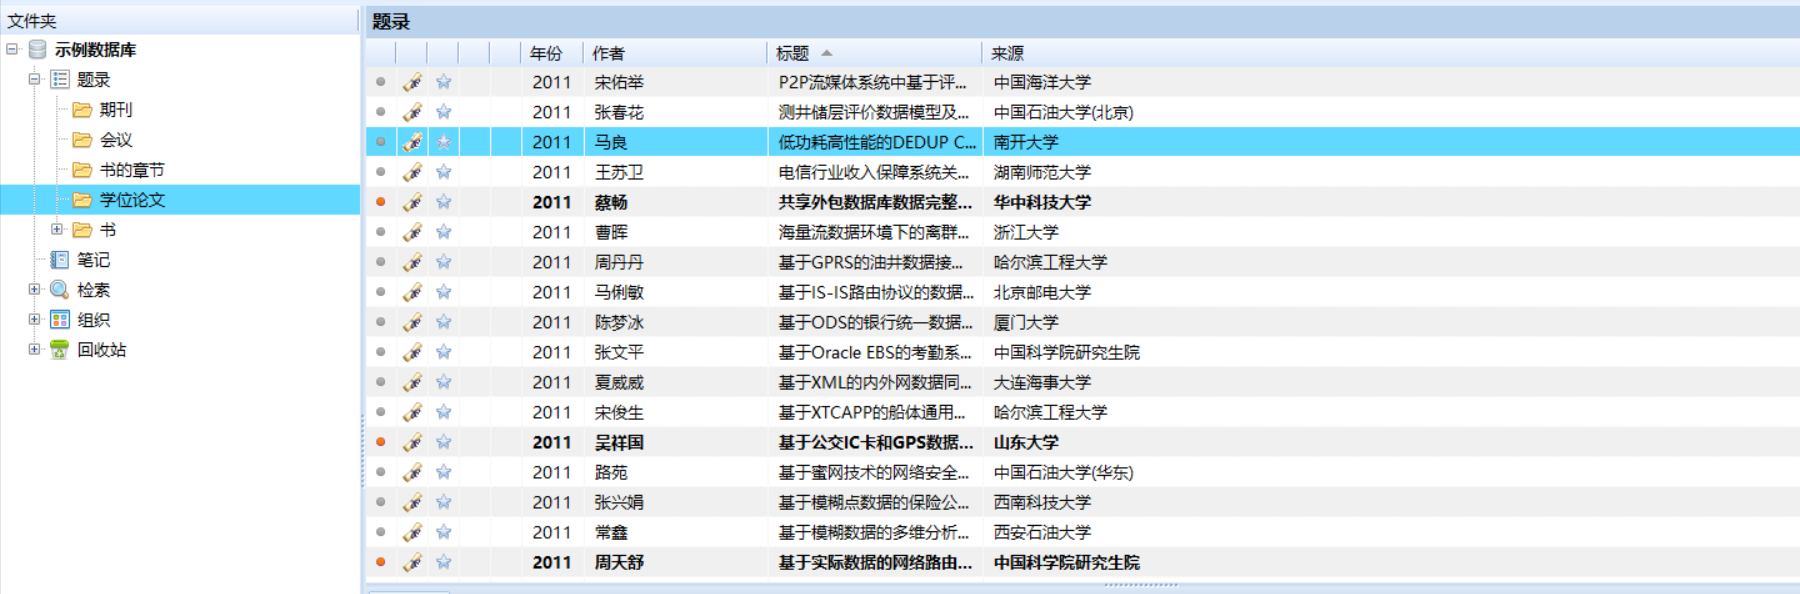 文件夹
示例数据库
题录
期刊
会议
书的章节
学位论文
书
笔记
检索
组织
回收站
题录
年份 作者 标题 来源
2011 宋佑举 P2P流媒体系统中基于评... 中国海洋大学
2011 张春花 测井储层评价数据模型及... 中国石油大学(北京)
2011 马良 低功耗高性能的DEDUP C... 南开大学
2011 王苏卫 电信行业收入保障系统关... 湖南师范大学
2011 蔡畅 共享外包数据库数据完整... 华中科技大学
2011 曹晖 海量流数据环境下的离群... 浙江大学
2011 周丹丹 基于GPRS的油井数据接... 哈尔滨工程大学
2011 马俐敏 基于IS-IS路由协议的数据... 北京邮电大学
2011 陈梦冰 基于ODS的银行统一数据... 厦门大学
2011 张文平 基于Oracle EBS的考勤系... 中国科学院研究生院
2011 夏威威 基于XML的内外网数据同... 大连海事大学
2011 宋俊生 基于XTCAPP的船体通用... 哈尔滨工程大学
2011 吴祥国 基于公交IC卡和GPS数据... 山东大学
2011 路苑 基于蜜网技术的网络安全... 中国石油大学(华东)
2011 张兴娟 基于模糊点数据的保险公... 西南科技大学
2011 常鑫 基于模糊数据的多维分析... 西安石油大学
2011 周天舒 基于实际数据的网络路由... 中国科学院研究生院